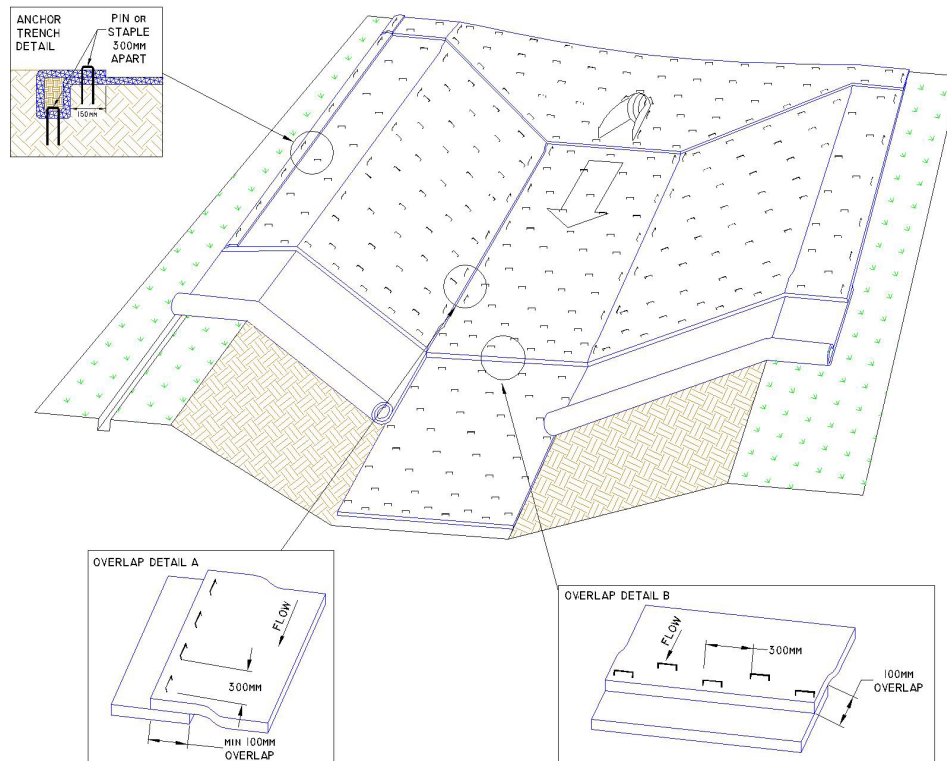 ANCHOR
TRENCH
DETAIL
PIN OR
STAPLE
300MM
APART
150MM
OVERLAP DETAIL A
FLOW
300MM
MIN 100MM
OVERLAP
OVERLAP DETAIL B
FLOW
300MM
100MM
OVERLAP